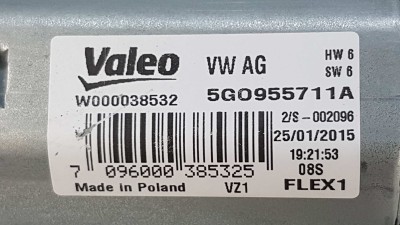 Valeo VW AG HW 6
SW 6
W000038532 5G0955711A
2/S-002096
25/01/2015
19:21:53
7 096000 385325 08S
Made in Poland VZ1 FLEX1